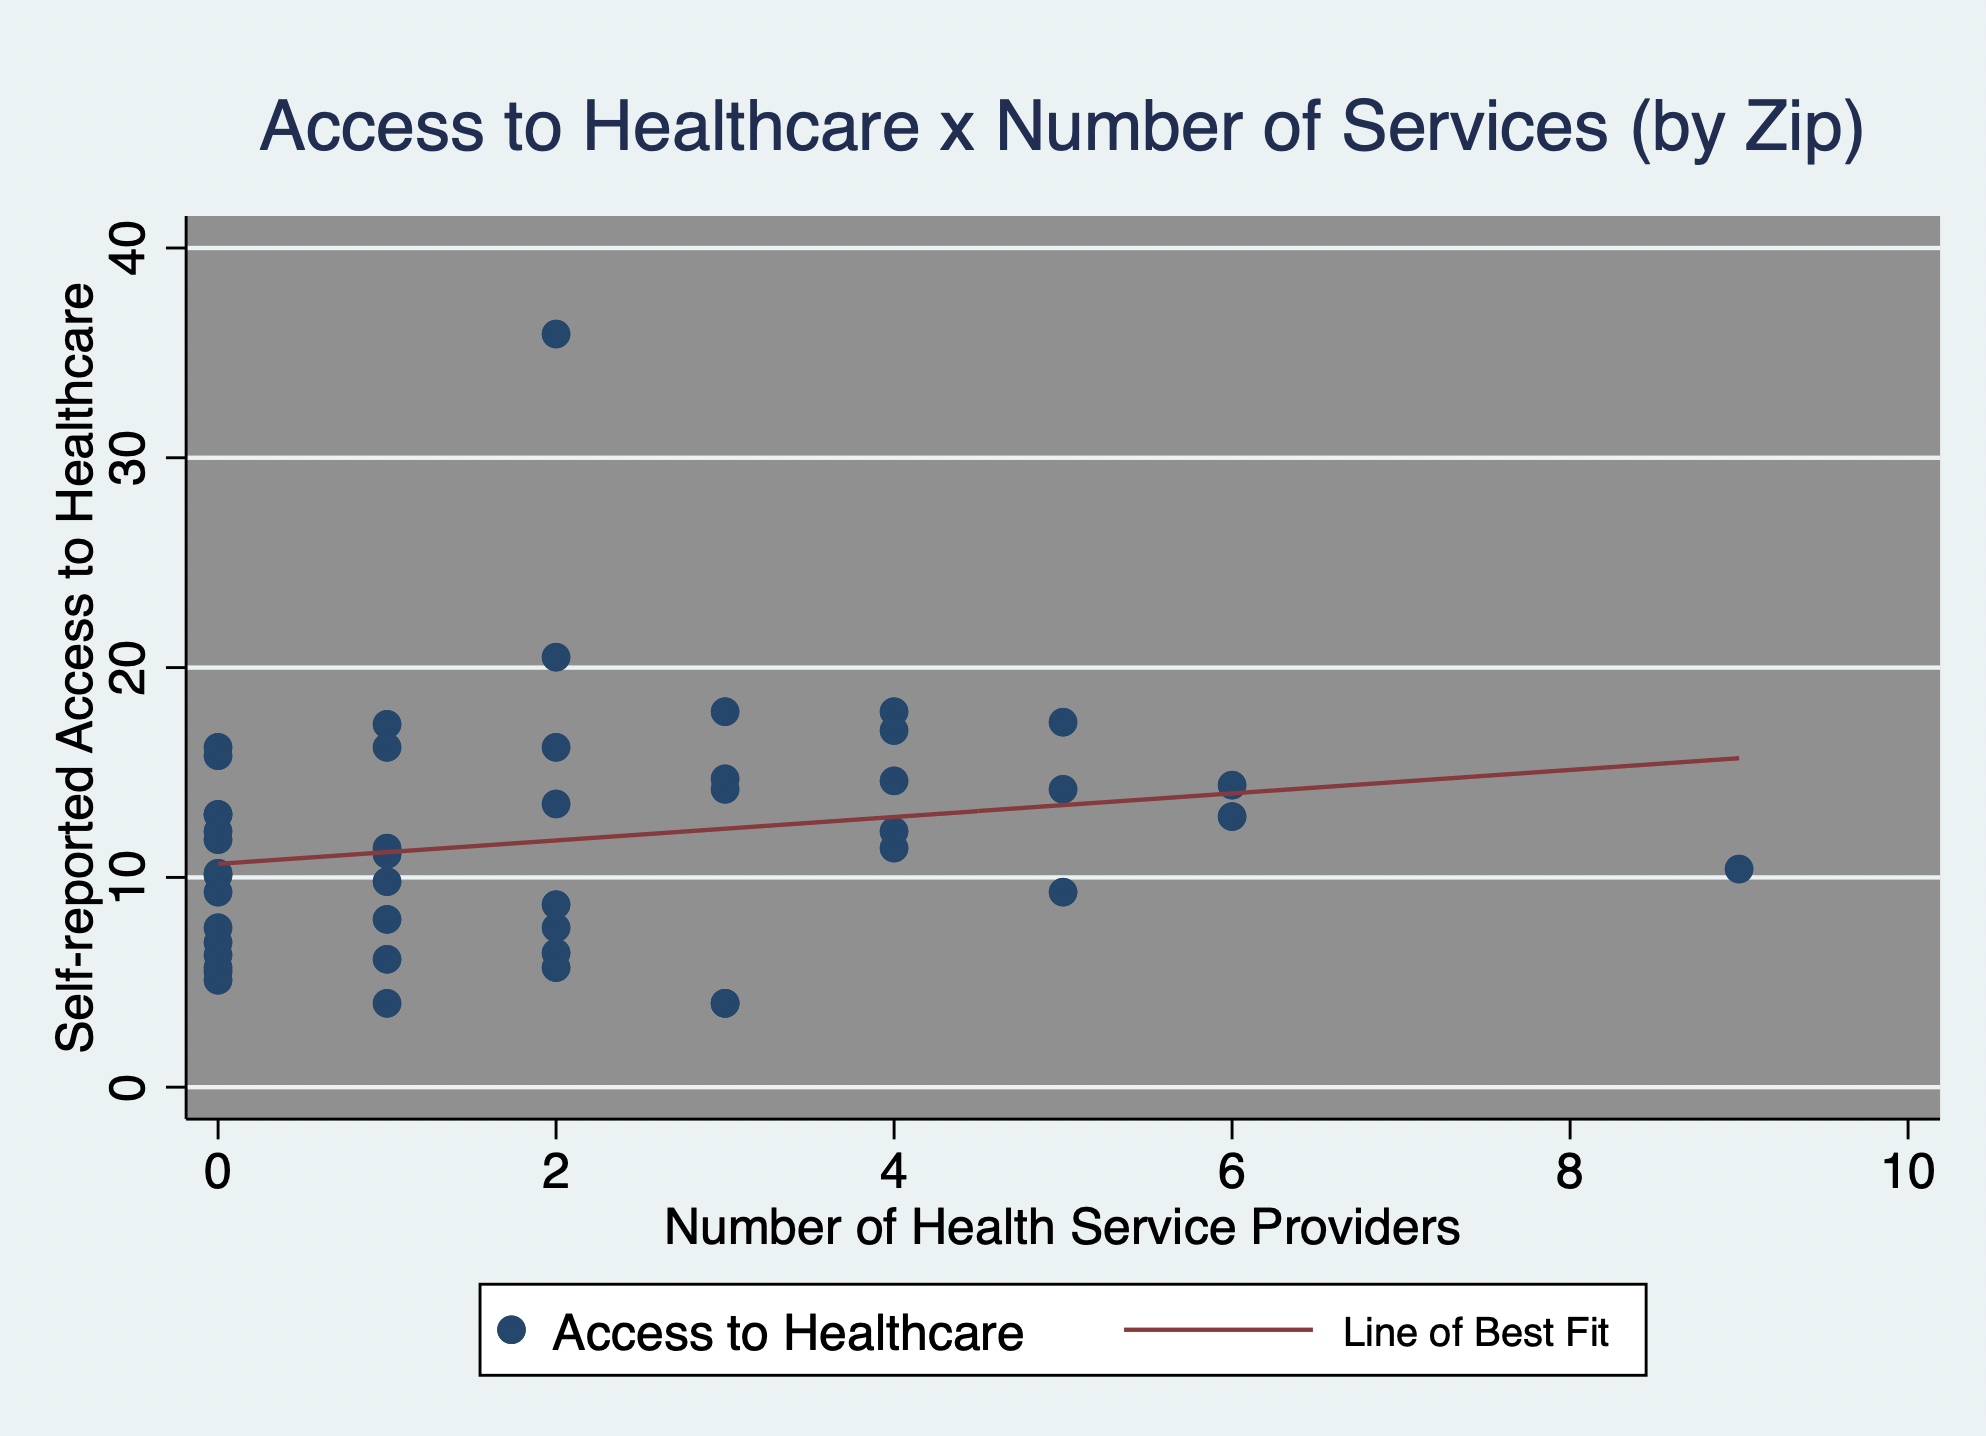 Access to Healthcare x Number of Services (by Zip)
Self-reported Access to Healthcare
40
30
20
10
0
0 2 4 6 8 10
Number of Health Service Providers
Access to Healthcare Line of Best Fit